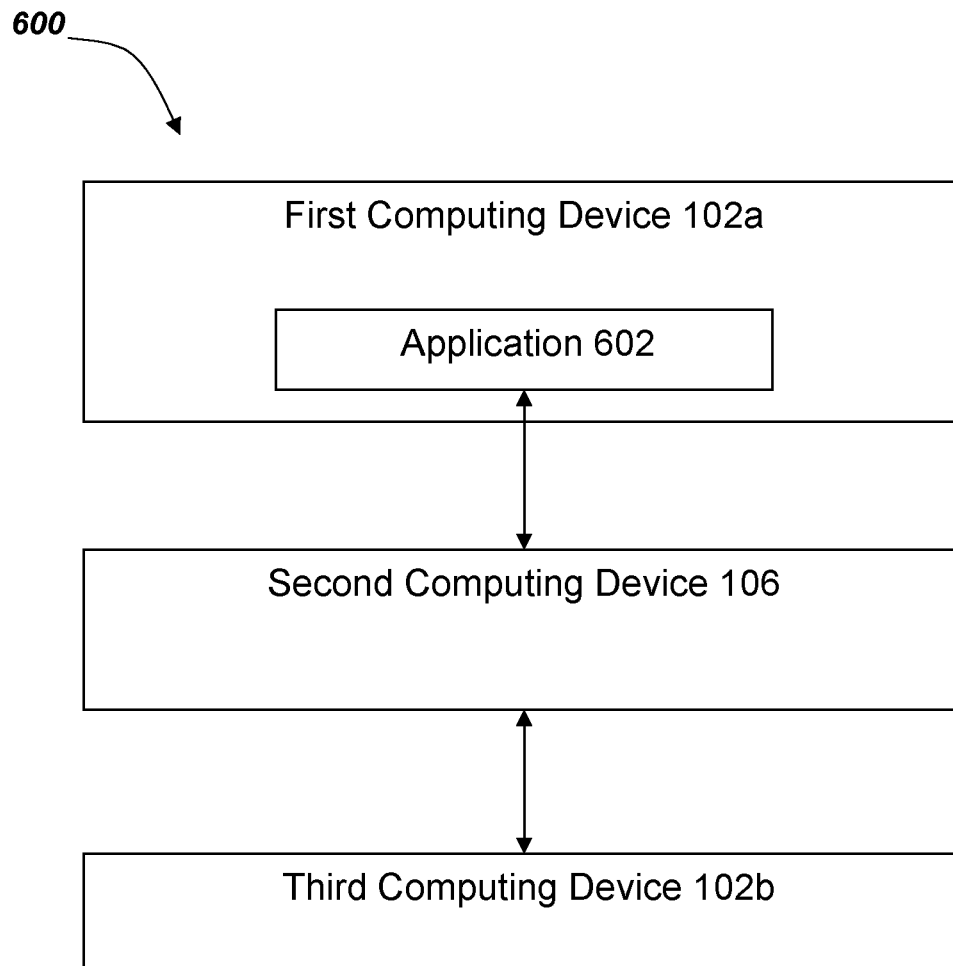 600
First Computing Device 102a
Application 602
Second Computing Device 106
Third Computing Device 102b